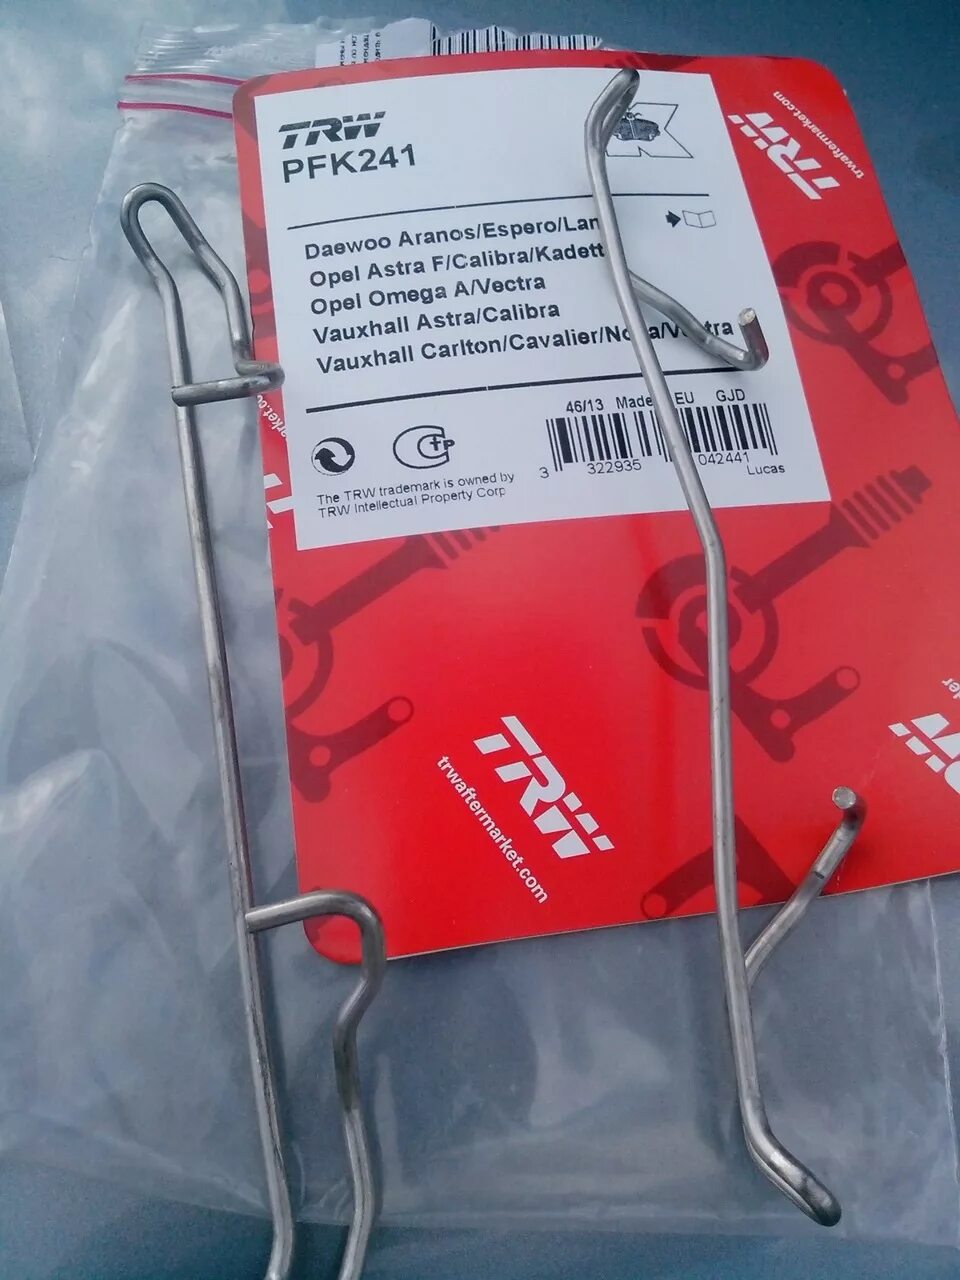 TRW
PFK241
Daewoo Aranos/Espero/Lan
Opel Astra F/Calibra/Kadett
Opel Omega A/Vectra
Vauxhall Astra/Calibra
Vauxhall Carlton/Cavalier/
46/13 Made EU GJD
3 322935 042441
Lucas
The TRW trademark is owned by
TRW Intellectual Property Corp
TRW
trwaftermarket.com
TRW
trwaftermarket.com